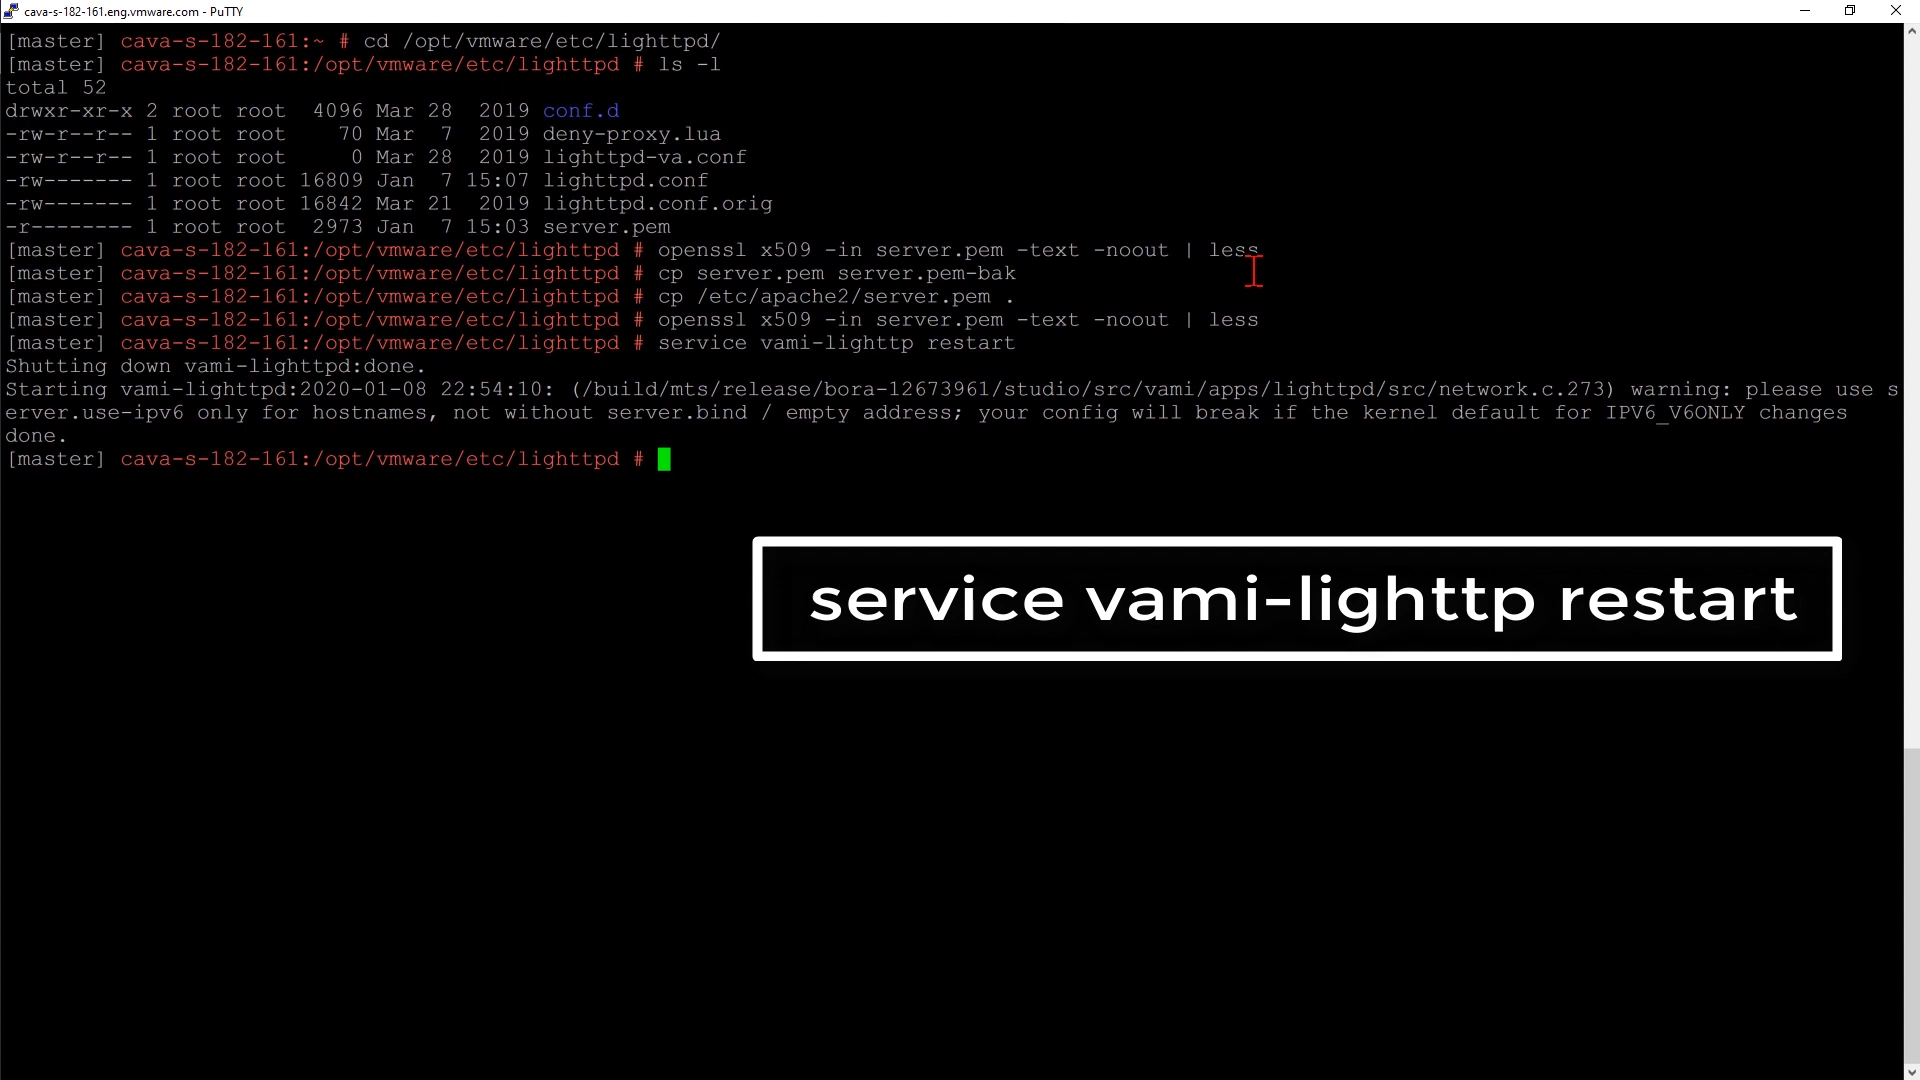 cava-s-182-161.eng.vmware.com - PuTTY
[master] cava-s-182-161:~ # cd /opt/vmware/etc/lighttpd/
[master] cava-s-182-161:/opt/vmware/etc/lighttpd # ls -l
total 52
drwxr-xr-x 2 root root  4096 Mar 28  2019 conf.d
-rw-r--r-- 1 root root    70 Mar  7  2019 deny-proxy.lua
-rw-r--r-- 1 root root     0 Mar 28  2019 lighttpd-va.conf
-rw------- 1 root root 16809 Jan  7 15:07 lighttpd.conf
-rw------- 1 root root 16842 Mar 21  2019 lighttpd.conf.orig
-r-------- 1 root root  2973 Jan  7 15:03 server.pem
[master] cava-s-182-161:/opt/vmware/etc/lighttpd # openssl x509 -in server.pem -text -noout | less
[master] cava-s-182-161:/opt/vmware/etc/lighttpd # cp server.pem server.pem-bak
[master] cava-s-182-161:/opt/vmware/etc/lighttpd # cp /etc/apache2/server.pem .
[master] cava-s-182-161:/opt/vmware/etc/lighttpd # openssl x509 -in server.pem -text -noout | less
[master] cava-s-182-161:/opt/vmware/etc/lighttpd # service vami-lighttp restart
Shutting down vami-lighttpd:done.
Starting vami-lighttpd:2020-01-08 22:54:10: (/build/mts/release/bora-12673961/studio/src/vami/apps/lighttpd/src/network.c.273) warning: please use s
erver.use-ipv6 only for hostnames, not without server.bind / empty address; your config will break if the kernel default for IPV6_V6ONLY changes
done.
[master] cava-s-182-161:/opt/vmware/etc/lighttpd #
service vami-lighttp restart